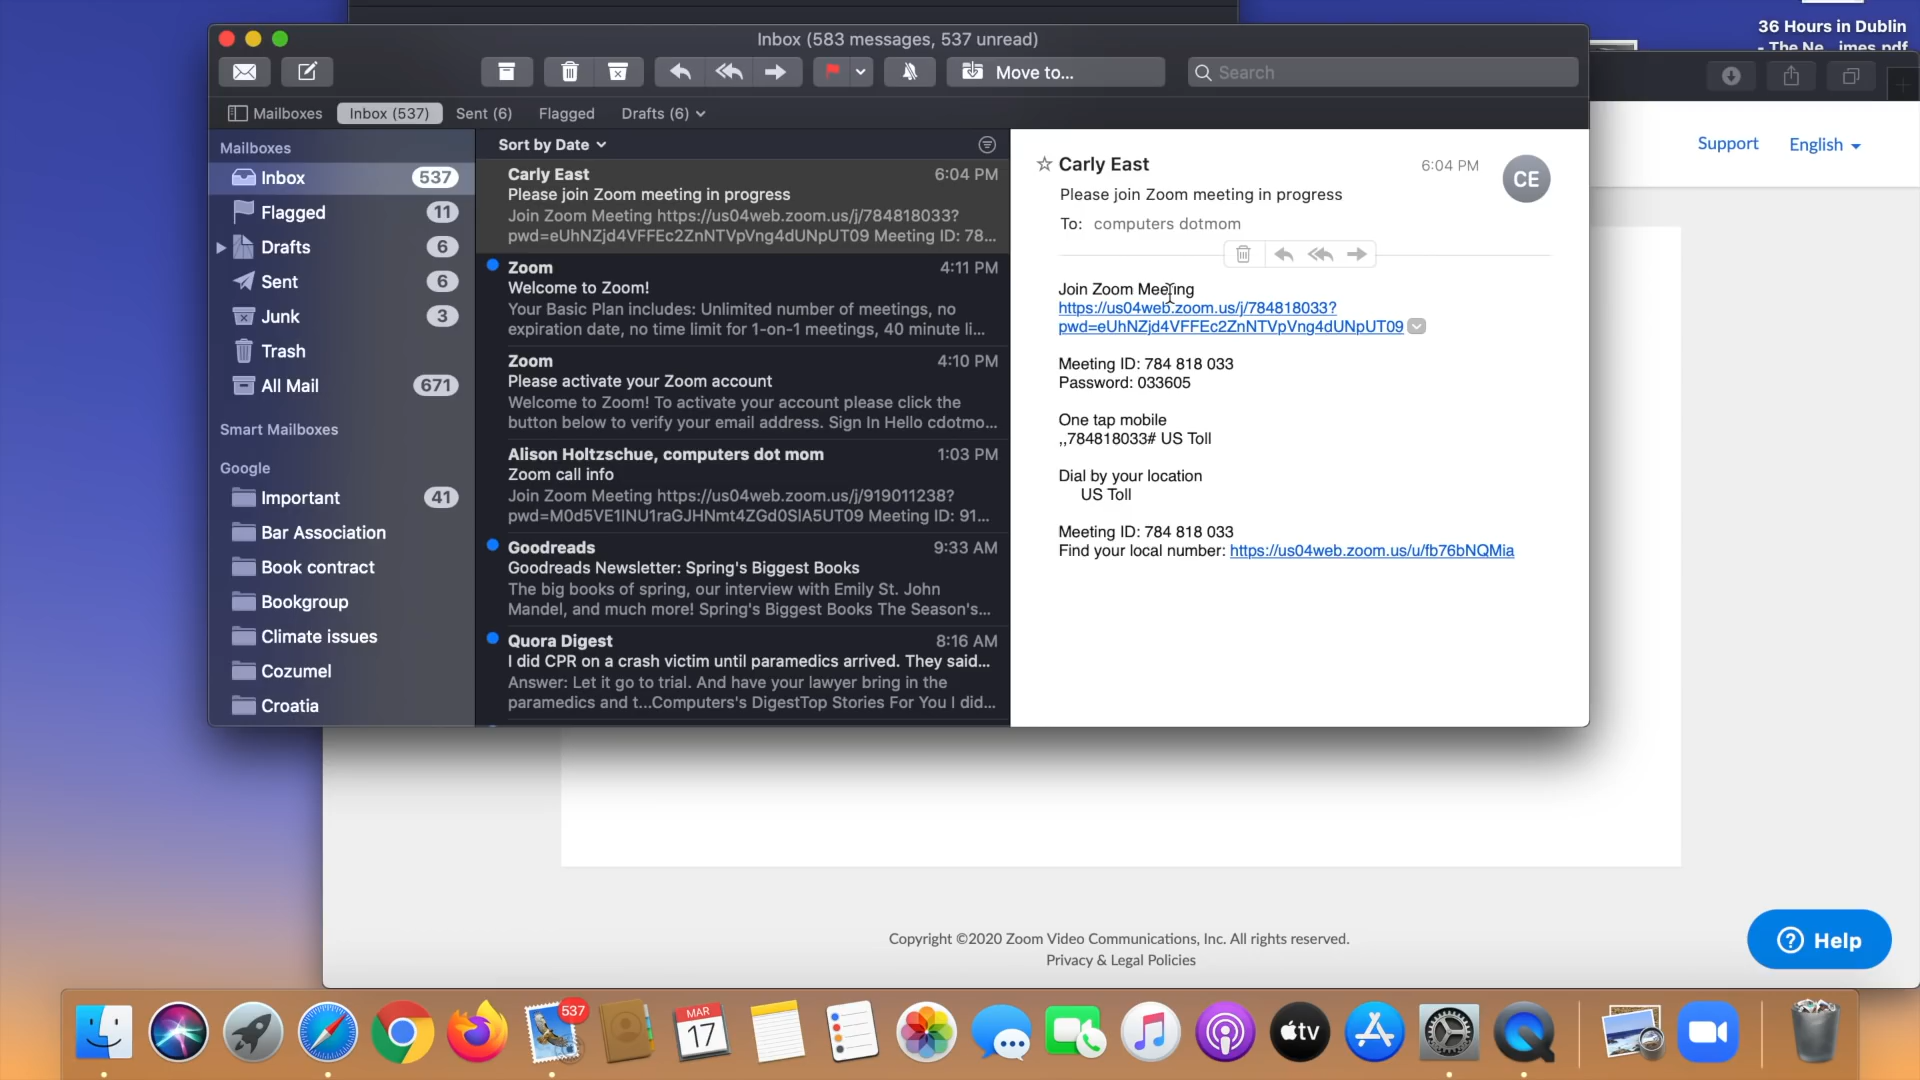 36 Hours in Dublin
- The Ne...imes.pdf
Inbox (583 messages, 537 unread)
Move to...
Search
Mailboxes
Inbox (537)
Sent (6)
Flagged
Drafts (6)
Support
English
Mailboxes
Inbox 537
Flagged 11
Drafts 6
Sent 6
Junk 3
Trash
All Mail 671
Smart Mailboxes
Google
Important 41
Bar Association
Book contract
Bookgroup
Climate issues
Cozumel
Croatia
Sort by Date
Carly East 6:04 PM
Please join Zoom meeting in progress
Join Zoom Meeting https://us04web.zoom.us/j/784818033?
pwd=eUhNZjd4VFFEc2ZnNTVpVng4dUNpUT09 Meeting ID: 78...
Zoom 4:11 PM
Welcome to Zoom!
Your Basic Plan includes: Unlimited number of meetings, no
expiration date, no time limit for 1-on-1 meetings, 40 minute li...
Zoom 4:10 PM
Please activate your Zoom account
Welcome to Zoom! To activate your account please click the
button below to verify your email address. Sign In Hello cdotmo...
Alison Holtzschue, computers dot mom 1:03 PM
Zoom call info
Join Zoom Meeting https://us04web.zoom.us/j/919011238?
pwd=M0d5VE1lNU1raGJHNmt4ZGd0SlA5UT09 Meeting ID: 91...
Goodreads 9:33 AM
Goodreads Newsletter: Spring's Biggest Books
The big books of spring, our interview with Emily St. John
Mandel, and much more! Spring's Biggest Books The Season's...
Quora Digest 8:16 AM
I did CPR on a crash victim until paramedics arrived. They said...
Answer: Let it go to trial. And have your lawyer bring in the
paramedics and t...Computer's DigestTop Stories For You I did...
Carly East 6:04 PM
CE
Please join Zoom meeting in progress
To: computers dotmom
Join Zoom Meeting
https://us04web.zoom.us/j/784818033?
pwd=eUhNZjd4VFFEc2ZnNTVpVng4dUNpUT09
Meeting ID: 784 818 033
Password: 033605
One tap mobile
,,784818033# US Toll
Dial by your location
US Toll
Meeting ID: 784 818 033
Find your local number: https://us04web.zoom.us/u/fb76bNQMia
Copyright ©2020 Zoom Video Communications, Inc. All rights reserved.
Privacy & Legal Policies
Help
537
MAR
17
tv